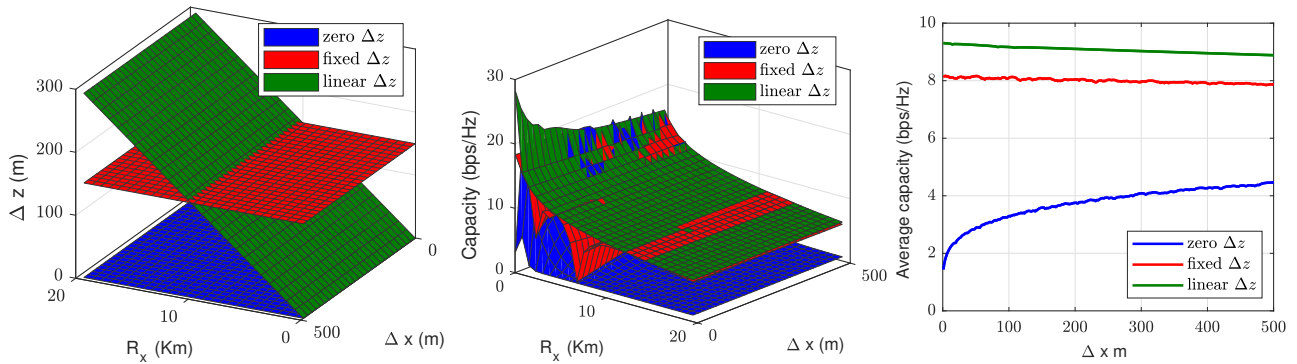 300
200
100
0
Δ z (m)
20
10
0
R_x (Km)
500
0
Δ x (m)
zero Δz
fixed Δz
linear Δz
30
20
10
0
Capacity (bps/Hz)
0
10
20
R_x (Km)
0
500
Δ x (m)
zero Δz
fixed Δz
linear Δz
10
8
6
4
2
0
Average capacity (bps/Hz)
0 100 200 300 400 500
Δ x m
zero Δz
fixed Δz
linear Δz